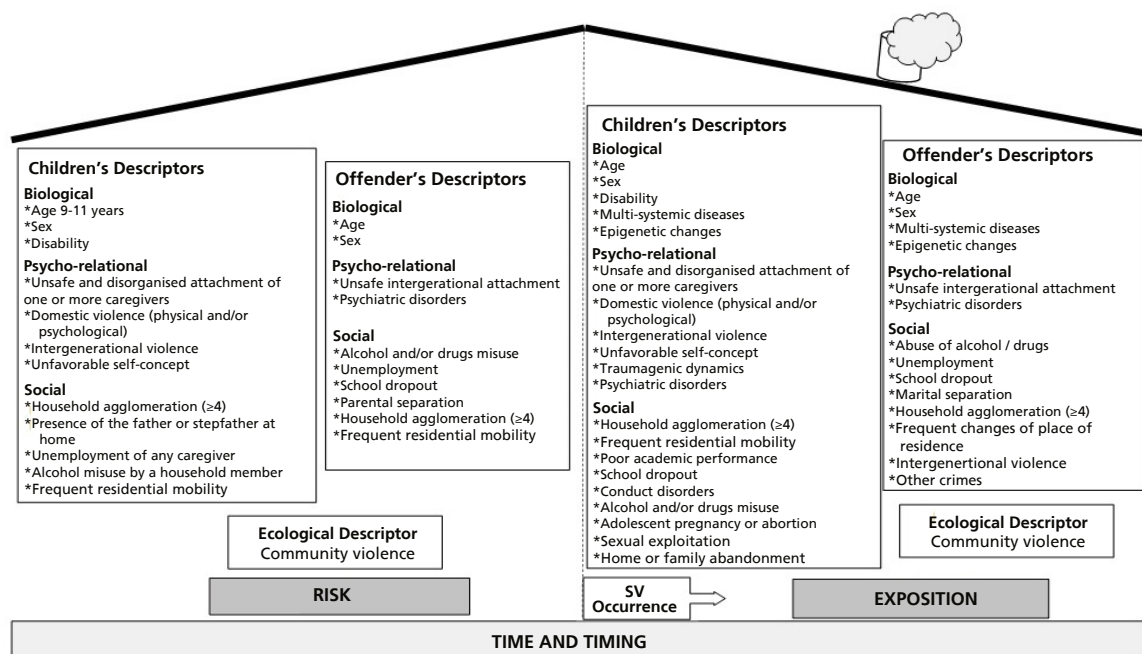 Children's Descriptors
Biological
*Age 9-11 years
*Sex
*Disability
Psycho-relational
*Unsafe and disorganised attachment of
one or more caregivers
*Domestic violence (physical and/or
psychological)
*Intergenerational violence
*Unfavorable self-concept
Social
*Household agglomeration (≥4)
*Presence of the father or stepfather at
home
*Unemployment of any caregiver
*Alcohol misuse by a household member
*Frequent residential mobility
Offender's Descriptors
Biological
*Age
*Sex
Psycho-relational
*Unsafe intergerational attachment
*Psychiatric disorders
Social
*Alcohol and/or drugs misuse
*Unemployment
*School dropout
*Parental separation
*Household agglomeration (≥4)
*Frequent residential mobility
Ecological Descriptor
Community violence
RISK
Children's Descriptors
Biological
*Age
*Sex
*Disability
*Multi-systemic diseases
*Epigenetic changes
Psycho-relational
*Unsafe and disorganised attachment of
one or more caregivers
*Domestic violence (physical and/or
psychological)
*Intergenerational violence
*Unfavorable self-concept
*Traumagenic dynamics
*Psychiatric disorders
Social
*Household agglomeration (≥4)
*Frequent residential mobility
*Poor academic performance
*School dropout
*Conduct disorders
*Alcohol and/or drugs misuse
*Adolescent pregnancy or abortion
*Sexual exploitation
*Home or family abandonment
Offender's Descriptors
Biological
*Age
*Sex
*Multi-systemic diseases
*Epigenetic changes
Psycho-relational
*Unsafe intergerational attachment
*Psychiatric disorders
Social
*Abuse of alcohol / drugs
*Unemployment
*School dropout
*Marital separation
*Household agglomeration (≥4)
*Frequent changes of place of
residence
*Intergenertional violence
*Other crimes
Ecological Descriptor
Community violence
SV
Occurrence
EXPOSITION
TIME AND TIMING